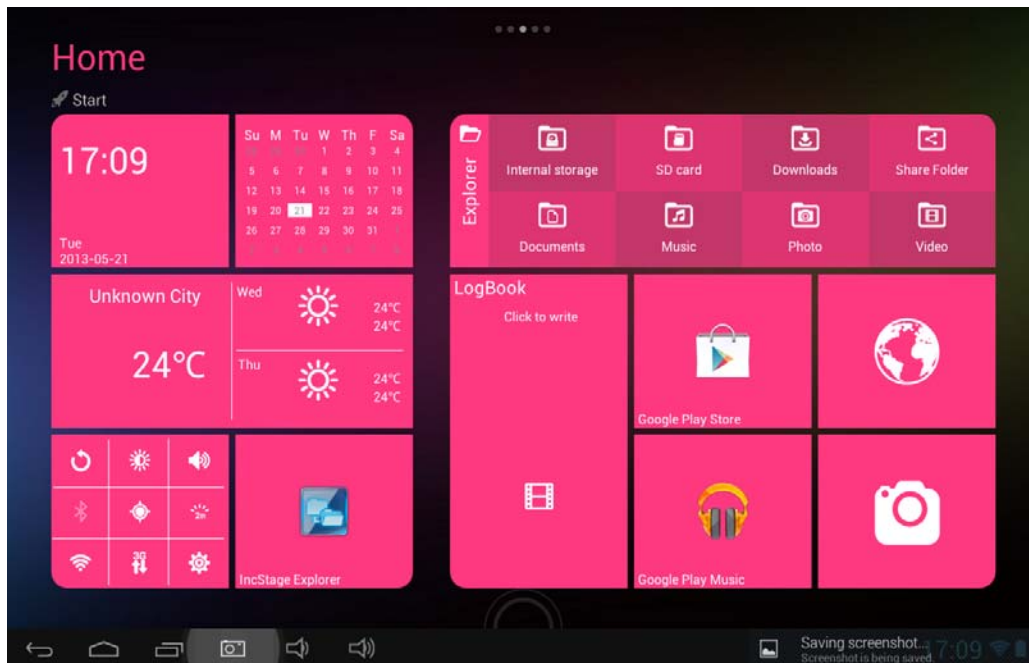 Home
Start
17:09
Tue
2013-05-21
Su M Tu W Th F Sa
1 2 3 4
5 6 7 8 9 10 11
12 13 14 15 16 17 18
19 20 21 22 23 24 25
26 27 28 29 30 31
Unknown City
24°C
Wed
24°C
24°C
Thu
24°C
24°C
2m
3G
IncStage Explorer
Explorer
Internal storage
SD card
Downloads
Share Folder
Documents
Music
Photo
Video
LogBook
Click to write
Google Play Store
Google Play Music
Saving screenshot...
Screenshot is being saved.
17:09